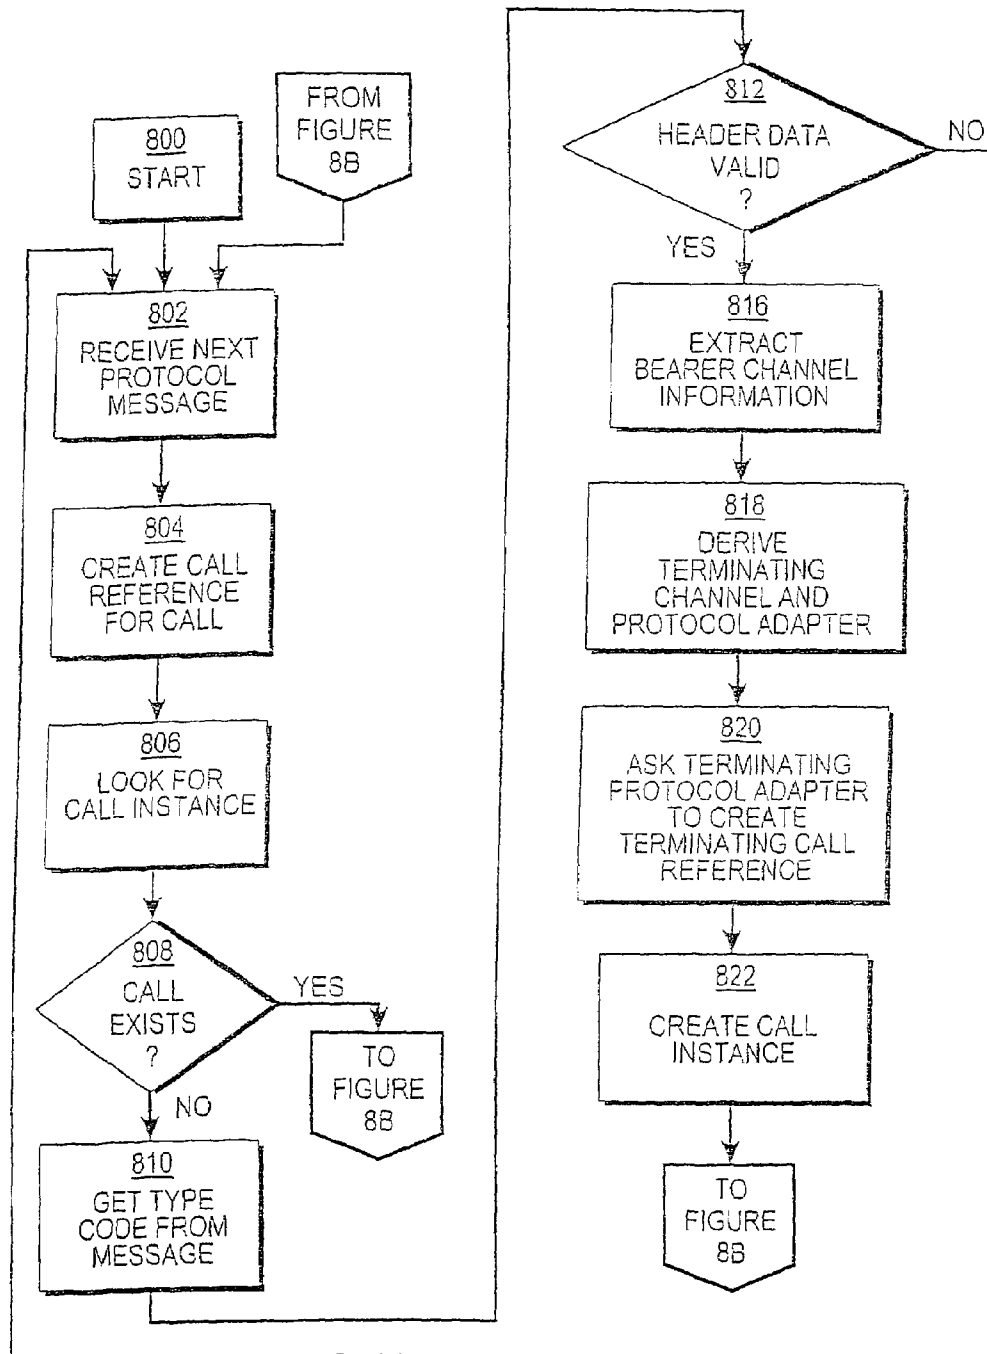 800
START
FROM
FIGURE
8B
802
RECEIVE NEXT
PROTOCOL
MESSAGE
804
CREATE CALL
REFERENCE
FOR CALL
806
LOOK FOR
CALL INSTANCE
808
CALL
EXISTS
?
YES
NO
TO
FIGURE
8B
810
GET TYPE
CODE FROM
MESSAGE
812
HEADER DATA
VALID
?
NO
YES
816
EXTRACT
BEARER CHANNEL
INFORMATION
818
DERIVE
TERMINATING
CHANNEL AND
PROTOCOL ADAPTER
820
ASK TERMINATING
PROTOCOL ADAPTER
TO CREATE
TERMINATING CALL
REFERENCE
822
CREATE CALL
INSTANCE
TO
FIGURE
8B